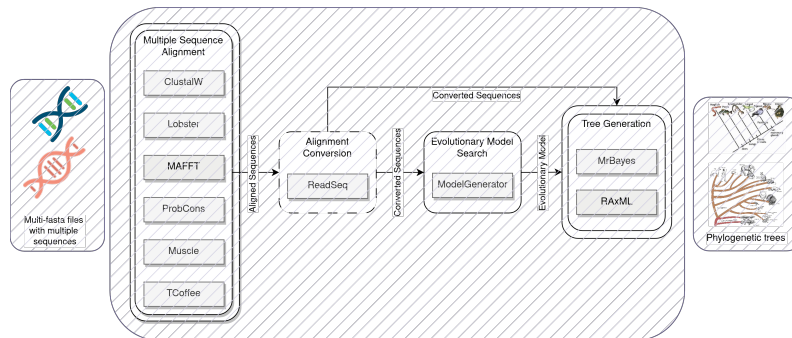 Multi-fasta files
with multiple
sequences
Multiple Sequence
Alignment
ClustalW
Lobster
MAFFT
ProbCons
Muscle
TCoffee
Aligned Sequences
Alignment
Conversion
ReadSeq
Converted Sequences
Converted Sequences
Evolutionary Model
Search
ModelGenerator
Evolutionary Model
Tree Generation
MrBayes
RAxML
Phylogenetic trees